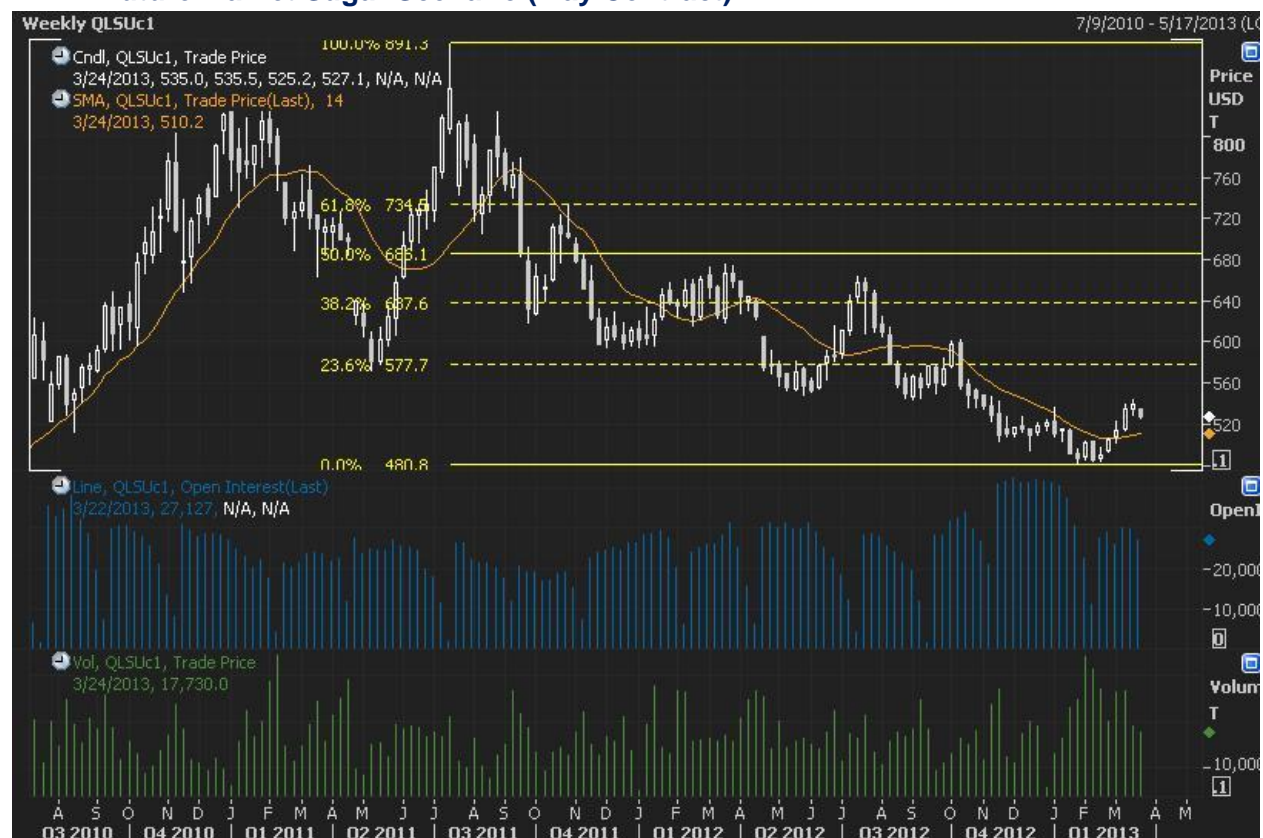 Weekly QLSUc1
7/9/2010 - 5/17/2013 (LO
Cndl, QLSUc1, Trade Price
3/24/2013, 535.0, 535.5, 525.2, 527.1, N/A, N/A
SMA, QLSUc1, Trade Price(Last), 14
3/24/2013, 510.2
Price
USD
T
100.0% 891.3
61.8% 734.5
50.0% 686.1
38.2% 637.6
23.6% 577.7
0.0% 480.8
800
760
720
680
640
600
560
520
.1
Line, QLSUc1, Open Interest(Last)
3/22/2013, 27,127, N/A, N/A
OpenI
20,000
10,000
0
Vol, QLSUc1, Trade Price
3/24/2013, 17,730.0
Volum
T
10,000
.1
A S O N D J F M A M J J A S O N D J F M A M J J A S O N D J F M A M
Q3 2010 Q4 2010 Q1 2011 Q2 2011 Q3 2011 Q4 2011 Q1 2012 Q2 2012 Q3 2012 Q4 2012 Q1 2013